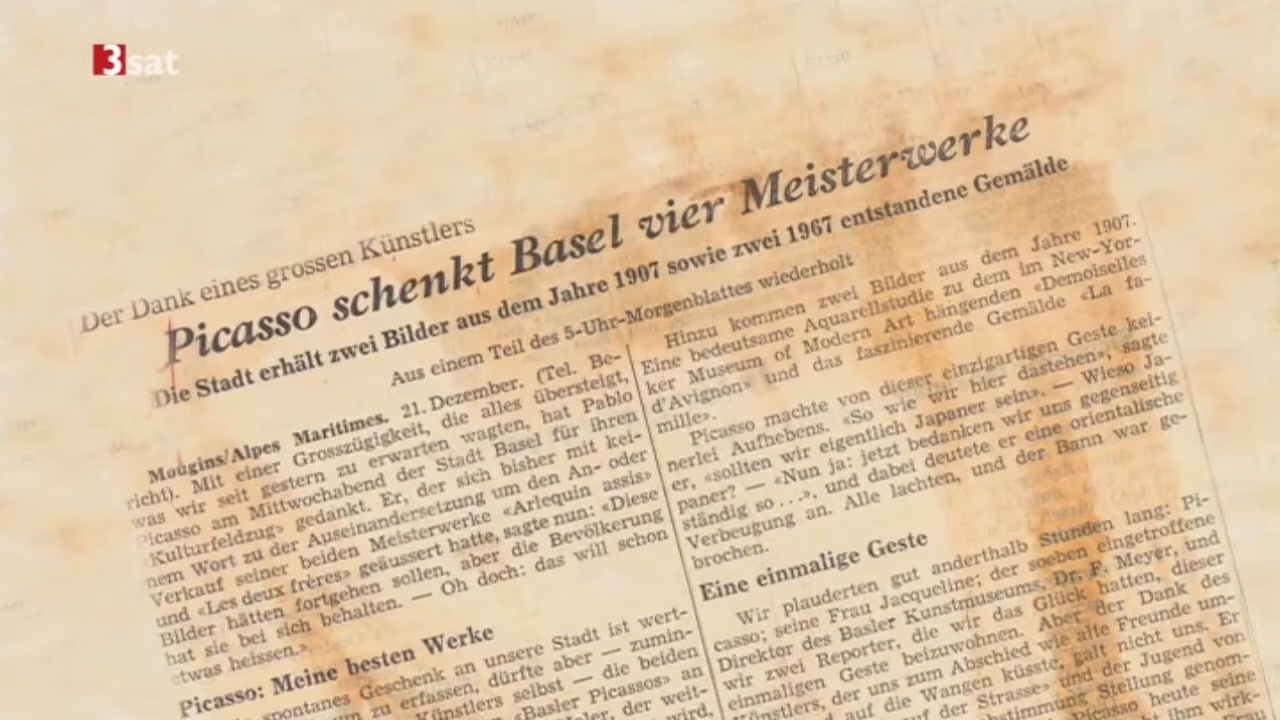 3sat
Der Dank eines grossen Künstlers
Picasso schenkt Basel vier Meisterwerke
Die Stadt erhält zwei Bilder aus dem Jahre 1907 sowie zwei 1967 entstandene Gemälde
Aus einem Teil des 5-Uhr-Morgenblattes wiederholt
Mougins/Alpes Maritimes. 21. Dezember. (Tel. Be-
richt). Mit einer Grosszügigkeit, die alles übersteigt,
was wir seit gestern zu erwarten wagten, hat Pablo
Picasso am Mittwochabend der Stadt Basel für ihren
«Kulturfeldzug» gedankt. Er, der sich bisher mit kei-
nem Wort zu der Auseinandersetzung um den An- oder
Verkauf seiner beiden Meisterwerke «Arlequin assis»
und «Les deux frères» geäussert hatte, sagte nun: «Diese
Bilder hätten fortgehen sollen, aber die Bevölkerung
hat sie bei sich behalten. — Oh doch: das will schon
etwas heissen.»
Picasso: Meine besten Werke
spontanes Geschenk an unsere Stadt ist wert-
zu erfassen, dürfte aber — zumin-
Künstlers selbst — die beiden
«Basler Picassos» an
der weit-
wird,
Hinzu kommen zwei Bilder aus dem Jahre 1907.
Eine bedeutsame Aquarellstudie zu dem im New-Yor-
ker Museum of Modern Art hängenden «Demoiselles
d'Avignon» und das faszinierende Gemälde «La fa-
mille».
Picasso machte von dieser einzigartigen Geste kei-
nerlei Aufhebens. «So wie wir hier dastehen», sagte
er, «sollten wir eigentlich Japaner sein». — Wieso Ja-
paner? — «Nun ja: jetzt bedanken wir uns gegenseitig
ständig so ...», und dabei deutete er eine orientalische
Verbeugung an. Alle lachten, und der Bann war ge-
brochen.
Eine einmalige Geste
Wir plauderten gut anderthalb Stunden lang: Pi-
casso; seine Frau Jacqueline; der soeben eingetroffene
Direktor des Basler Kunstmuseums, Dr. F. Meyer, und
wir zwei Reporter, die wir das Glück hatten, dieser
einmaligen Geste beizuwohnen. Aber der Dank des
Künstlers, der uns zum Abschied wie alte Freunde um-
auf die Wangen küsste, galt nicht uns. Er
auf der Strasse» und der Jugend von
Stellung genom-
Picasso heute seine
ihm wirk-